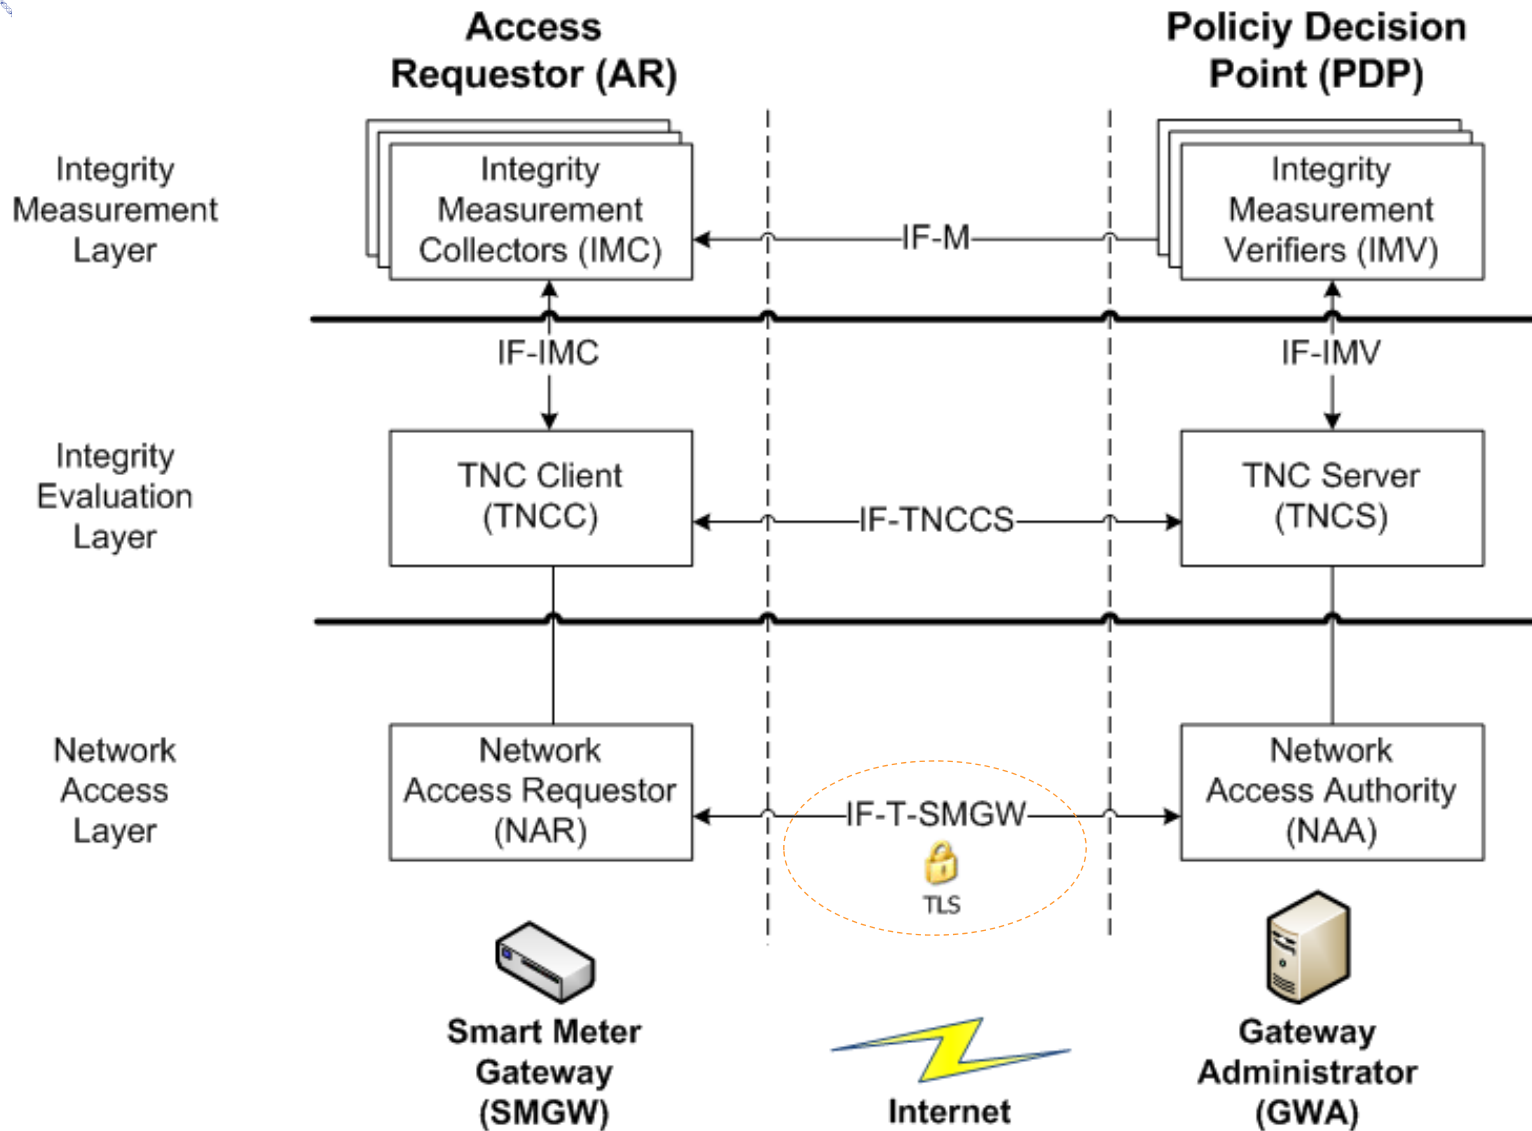 Access
Requestor (AR)
Policiy Decision
Point (PDP)
Integrity
Measurement
Layer
Integrity
Measurement
Collectors (IMC)
IF-M
Integrity
Measurement
Verifiers (IMV)
IF-IMC
IF-IMV
Integrity
Evaluation
Layer
TNC Client
(TNCC)
IF-TNCCS
TNC Server
(TNCS)
Network
Access
Layer
Network
Access Requestor
(NAR)
IF-T-SMGW
TLS
Network
Access Authority
(NAA)
Smart Meter
Gateway
(SMGW)
Internet
Gateway
Administrator
(GWA)